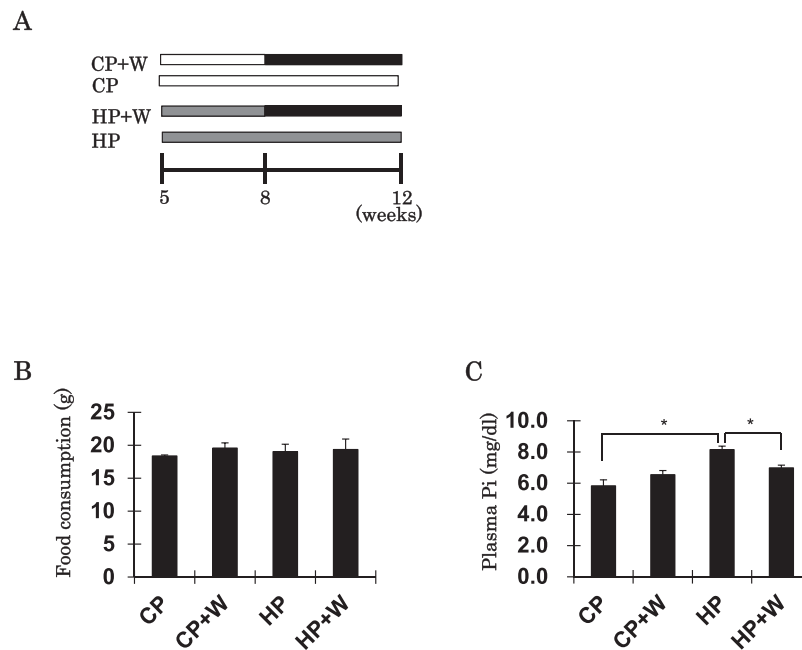 A
CP+W
CP
HP+W
HP
5 8 12
(weeks)
B
Food consumption (g)
25
20
15
10
5
0
CP CP+W HP HP+W
C
Plasma Pi (mg/dl)
10.0
8.0
6.0
4.0
2.0
0.0
* *
CP CP+W HP HP+W